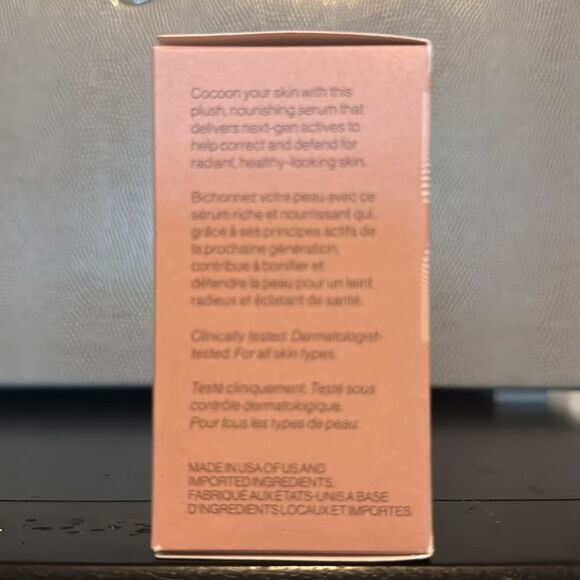 Cocoon your skin with this
plush, nourishing serum that
delivers next-gen actives to
help correct and defend for
radiant, healthy-looking skin.
Bichonnez votre peau avec ce
sérum riche et nourrissant qui,
grâce à ses principes actifs de
la prochaine génération,
contribue à bonifier et
défendre la peau pour un teint
radieux et éclatant de santé.
Clinically tested. Dermatologist-
tested. For all skin types.
Testé cliniquement. Testé sous
contrôle dermatologique.
Pour tous les types de peau.
MADE IN USA OF US AND
IMPORTED INGREDIENTS.
FABRIQUÉ AUX ÉTATS-UNIS À BASE
D'INGRÉDIENTS LOCAUX ET IMPORTÉS.